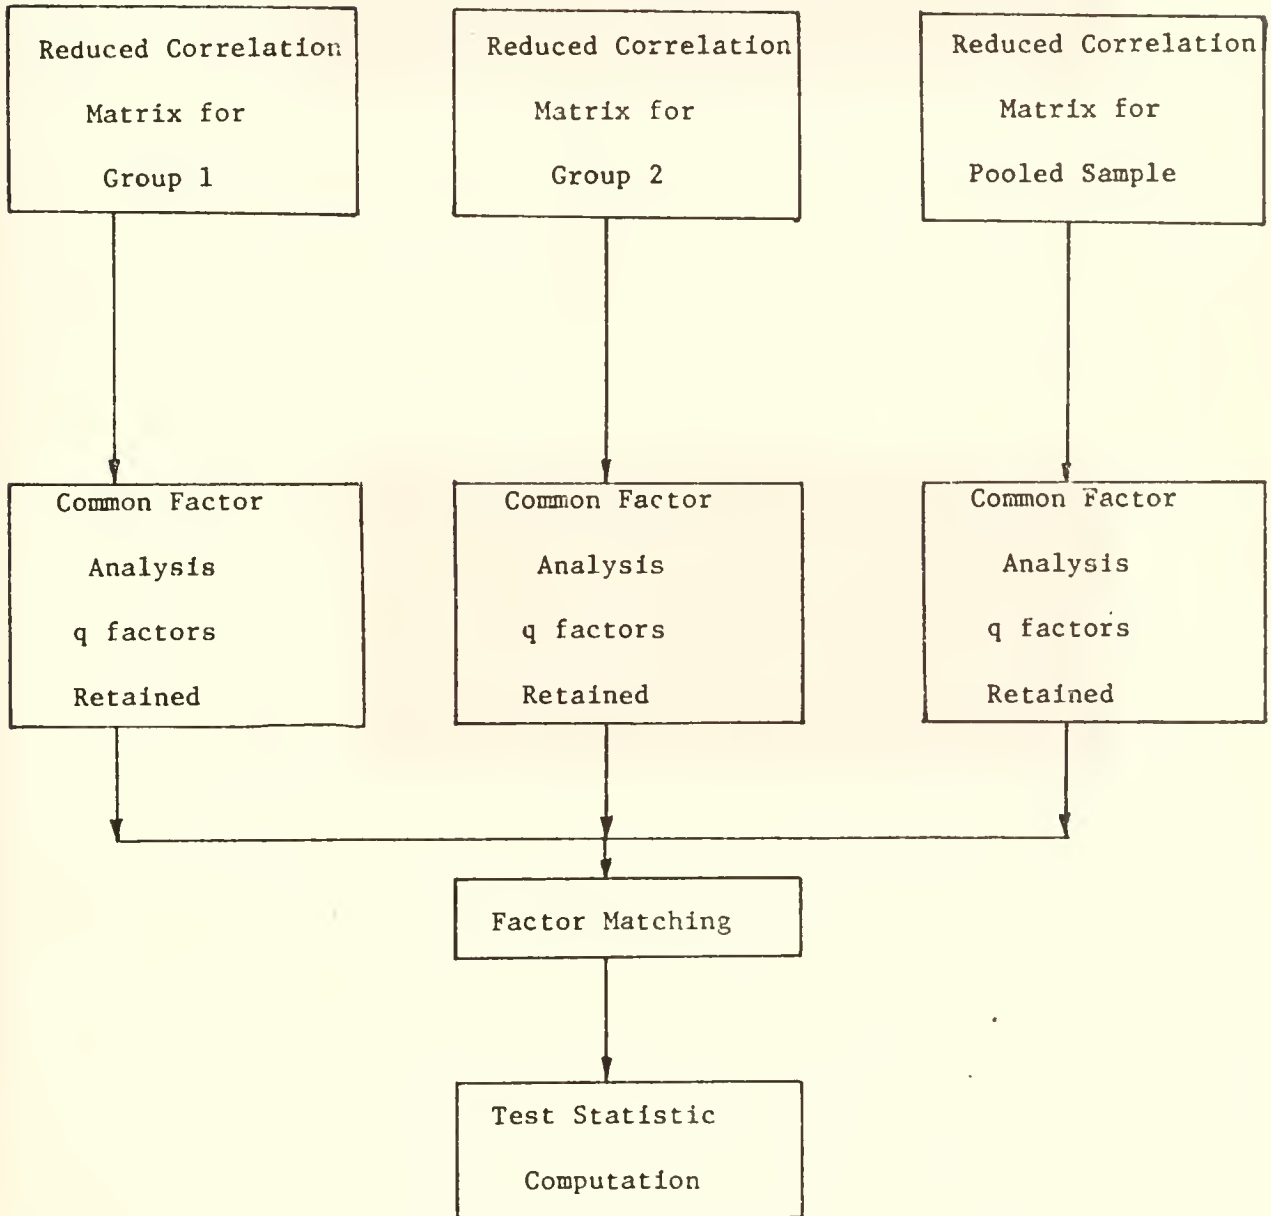 Reduced Correlation
Matrix for
Group 1
Reduced Correlation
Matrix for
Group 2
Reduced Correlation
Matrix for
Pooled Sample
Common Factor
Analysis
q factors
Retained
Common Factor
Analysis
q factors
Retained
Common Factor
Analysis
q factors
Retained
Factor Matching
Test Statistic
Computation